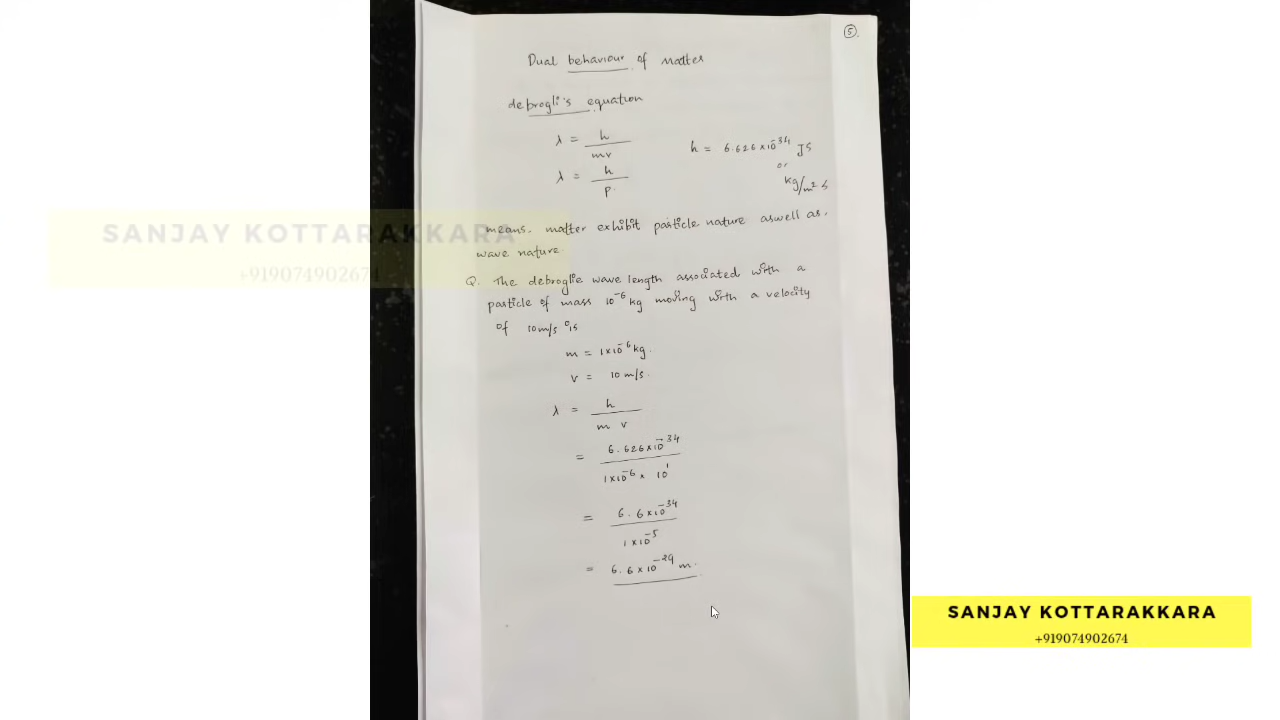 5.
Dual behaviour of matter
debrogli's equation
λ = h / mv
h = 6.626×10⁻³⁴ JS
or
kg/m² s
λ = h / p
means. matter exhibit particle nature aswell as.
wave nature.
Q. The debroglie wave length associated with a
particle of mass 10⁻⁶ kg moving with a velocity
of 10m/s is
m = 1×10⁻⁶ kg.
v = 10 m/s.
λ = h / m v
= 6.626×10⁻³⁴ / 1×10⁻⁶ × 10¹
= 6.6×10⁻³⁴ / 1×10⁻⁵
= 6.6×10⁻²⁹ m.
SANJAY KOTTARAKKARA
+919074902674
SANJAY KOTTARAKKARA
+919074902674